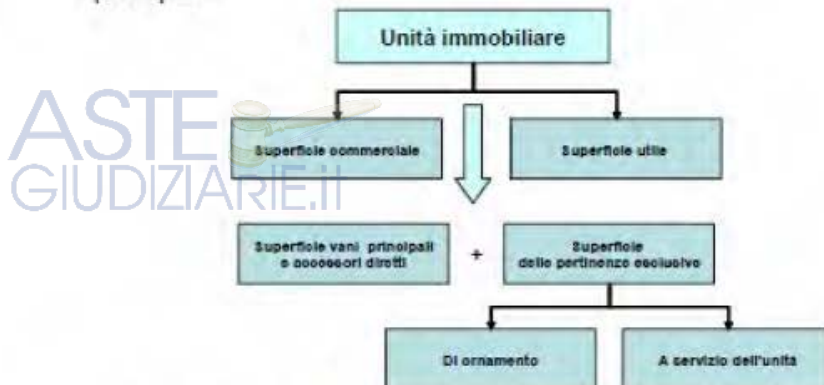 Unità immobiliare
ASTE
GIUDIZIARIE.it
Superficie commerciale
Superficie utile
Superficie vani principali
e accessori diretti
+
Superficie
delle pertinenze esclusive
Di ornamento
A servizio dell'unità